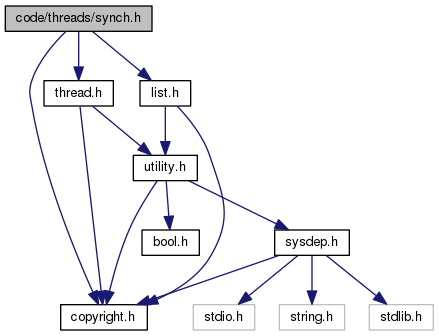 code/threads/synch.h
thread.h
list.h
utility.h
bool.h
sysdep.h
copyright.h
stdio.h
string.h
stdlib.h